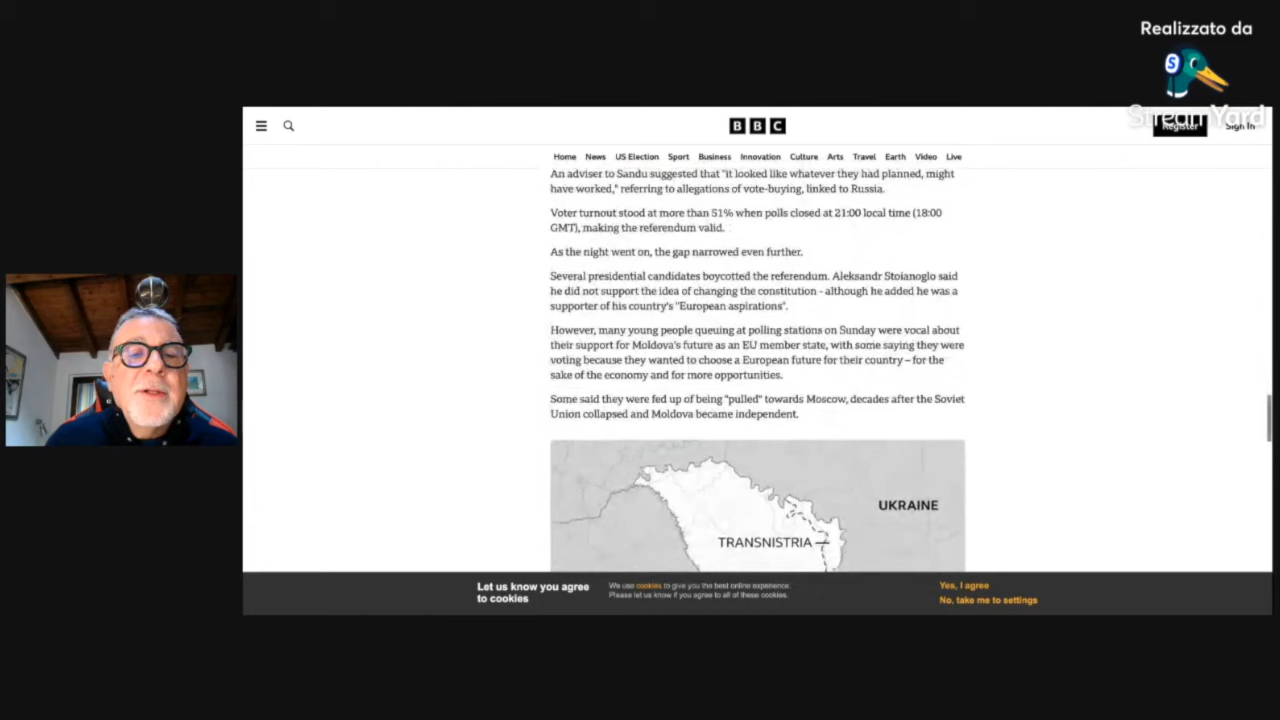 Realizzato da
S
StreamYard
BBC
Register
Sign In
Home News US Election Sport Business Innovation Culture Arts Travel Earth Video Live
An adviser to Sandu suggested that "it looked like whatever they had planned, might
have worked," referring to allegations of vote-buying, linked to Russia.
Voter turnout stood at more than 51% when polls closed at 21:00 local time (18:00
GMT), making the referendum valid.
As the night went on, the gap narrowed even further.
Several presidential candidates boycotted the referendum. Aleksandr Stoianoglo said
he did not support the idea of changing the constitution - although he added he was a
supporter of his country's "European aspirations".
However, many young people queuing at polling stations on Sunday were vocal about
their support for Moldova's future as an EU member state, with some saying they were
voting because they wanted to choose a European future for their country – for the
sake of the economy and for more opportunities.
Some said they were fed up of being "pulled" towards Moscow, decades after the Soviet
Union collapsed and Moldova became independent.
UKRAINE
TRANSNISTRIA
Let us know you agree
to cookies
We use cookies to give you the best online experience.
Please let us know if you agree to all of these cookies.
Yes, I agree
No, take me to settings